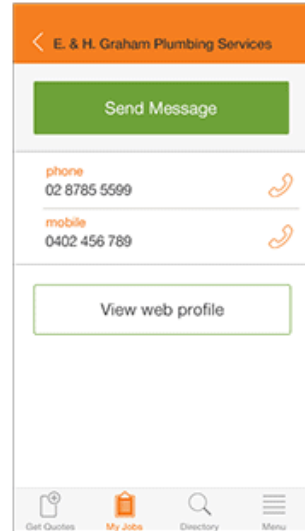 E. & H. Graham Plumbing Services
Send Message
phone
02 8785 5599
mobile
0402 456 789
View web profile
Get Quotes My Jobs Directory Menu